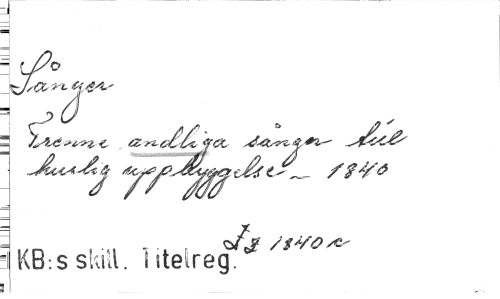 Sånger
Trenne andliga sånger till
huslig uppbyggelse – 1840
1840
KB:s skill. Titelreg.